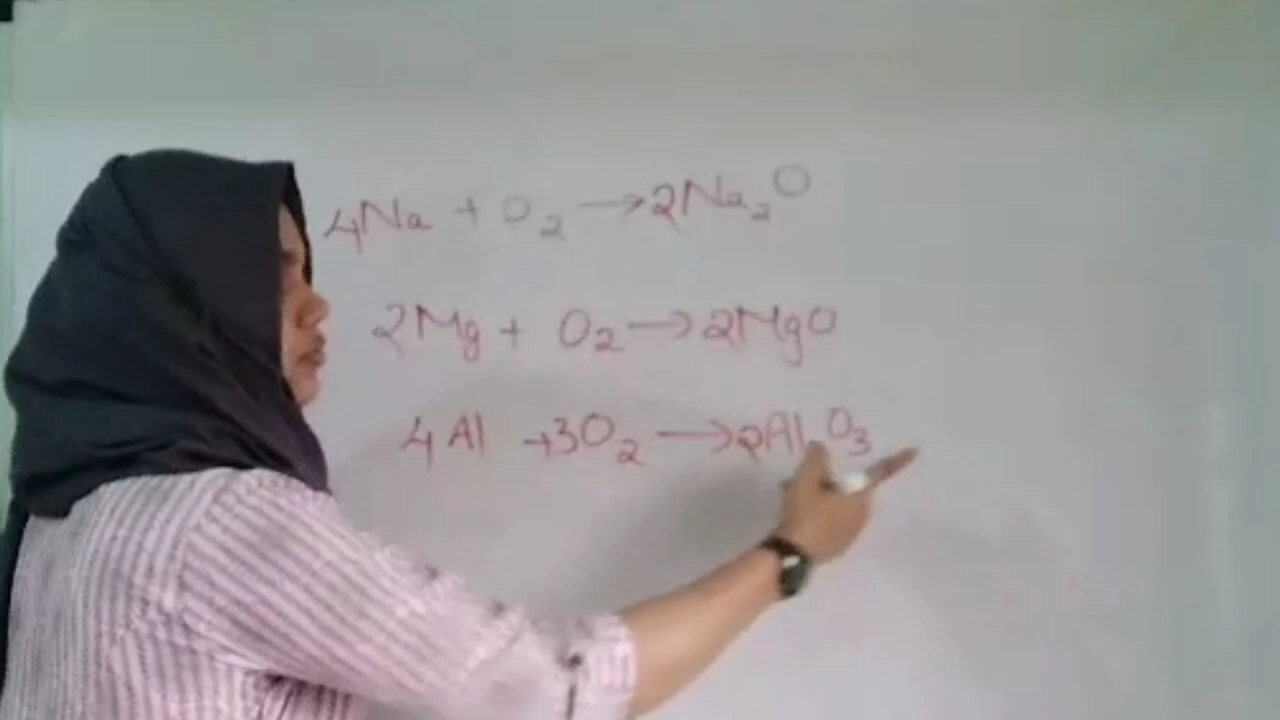 4Na + O₂ → 2Na₂O
2Mg + O₂ → 2MgO
4Al + 3O₂ → 2Al₂O₃